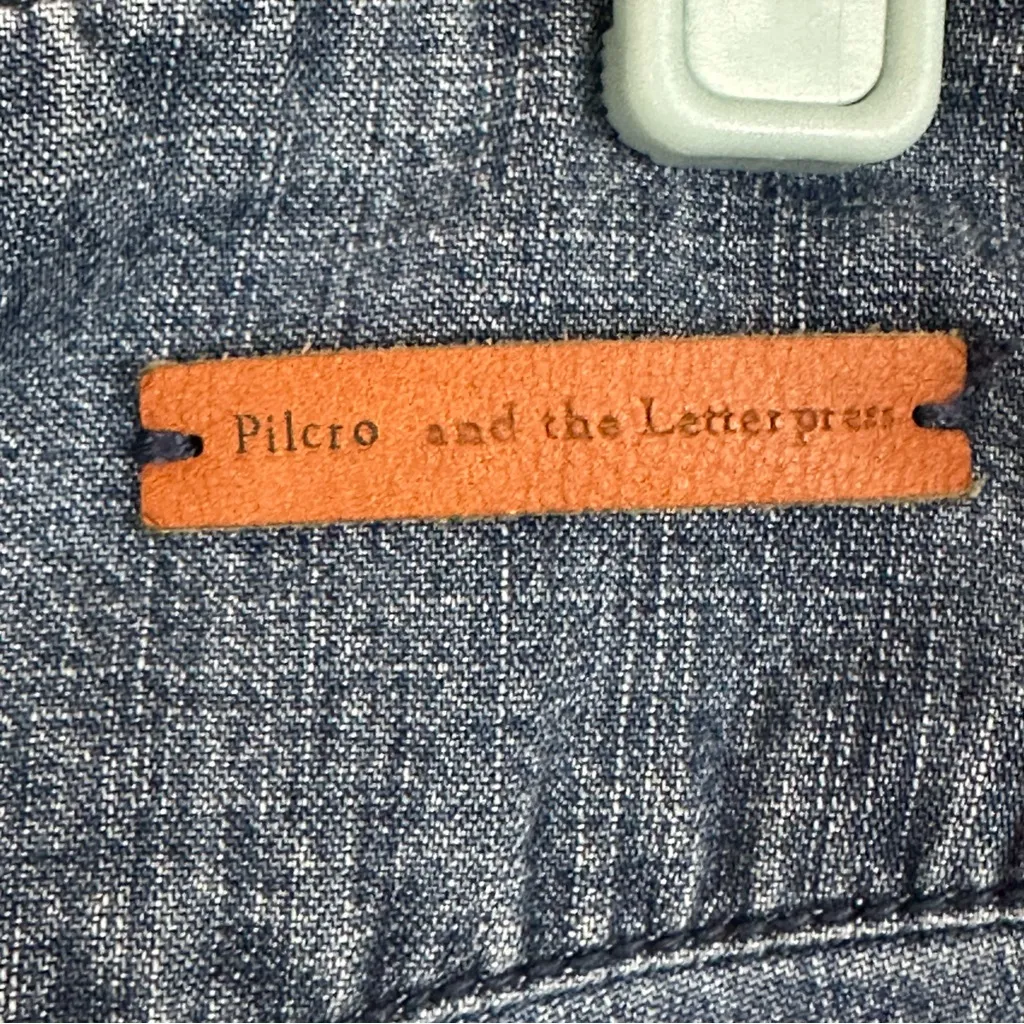 Pilcro and the Letterpress